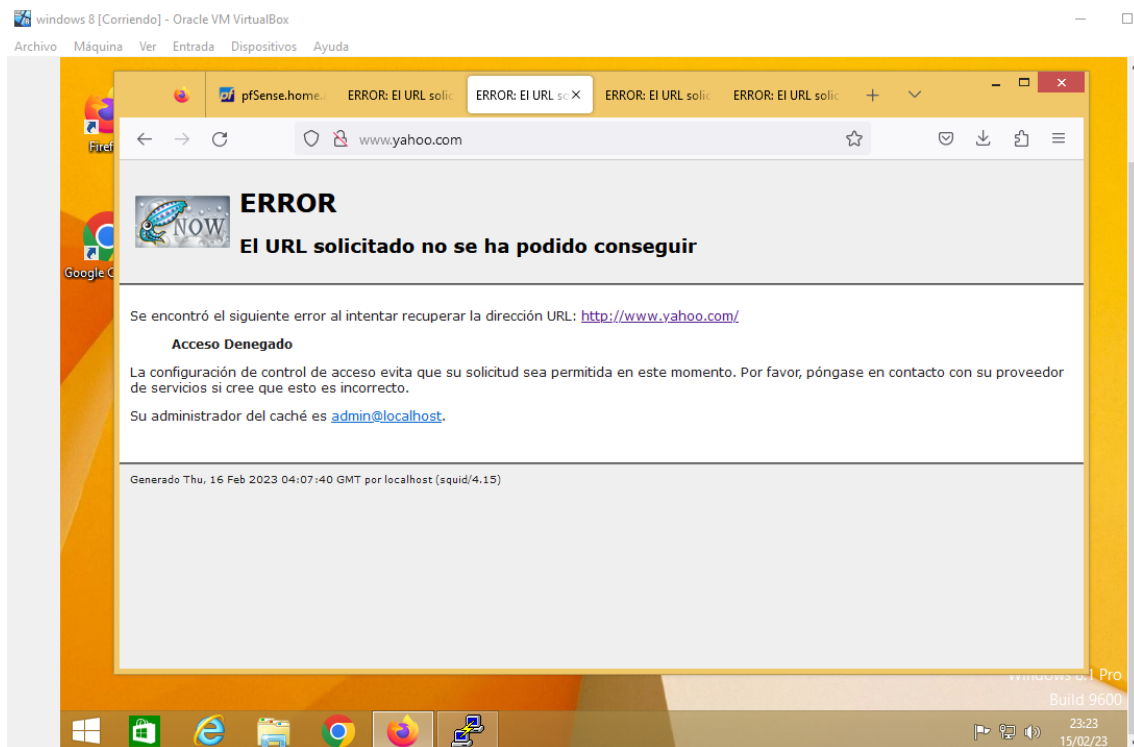 windows 8 [Corriendo] - Oracle VM VirtualBox
Archivo Máquina Ver Entrada Dispositivos Ayuda
pfSense.home. ERROR: El URL solic ERROR: El URL so ERROR: El URL solic ERROR: El URL solic
Firef
www.yahoo.com
NOW
ERROR
El URL solicitado no se ha podido conseguir
Google C
Se encontró el siguiente error al intentar recuperar la dirección URL: http://www.yahoo.com/
Acceso Denegado
La configuración de control de acceso evita que su solicitud sea permitida en este momento. Por favor, póngase en contacto con su proveedor
de servicios si cree que esto es incorrecto.
Su administrador del caché es admin@localhost.
Generado Thu, 16 Feb 2023 04:07:40 GMT por localhost (squid/4.15)
Windows 8.1 Pro
Build 9600
23:23
15/02/23